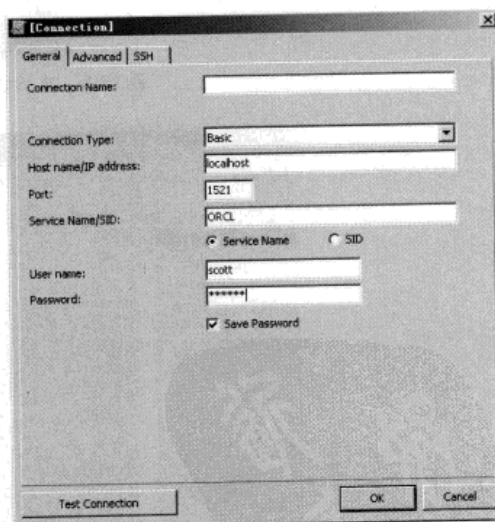 [Connection]
General Advanced SSH
Connection Name:
Connection Type: Basic
Host name/IP address: localhost
Port: 1521
Service Name/SID: ORCL
Service Name SID
User name: scott
Password: ******
Save Password
Test Connection OK Cancel